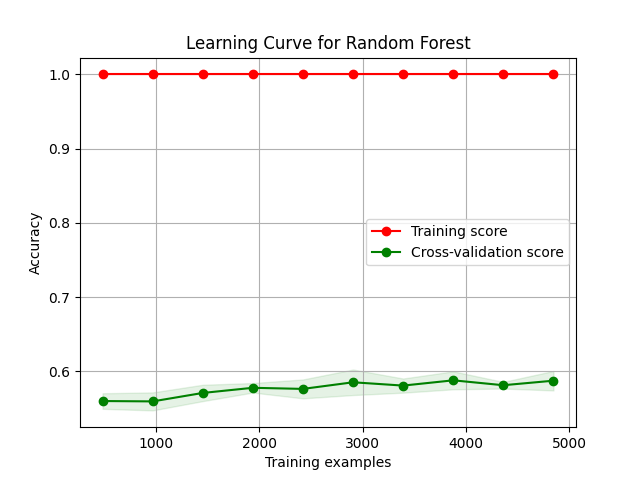 Learning Curve for Random Forest
1.0
0.9
0.8
0.7
0.6
Accuracy
Training score
Cross-validation score
1000 2000 3000 4000 5000
Training examples